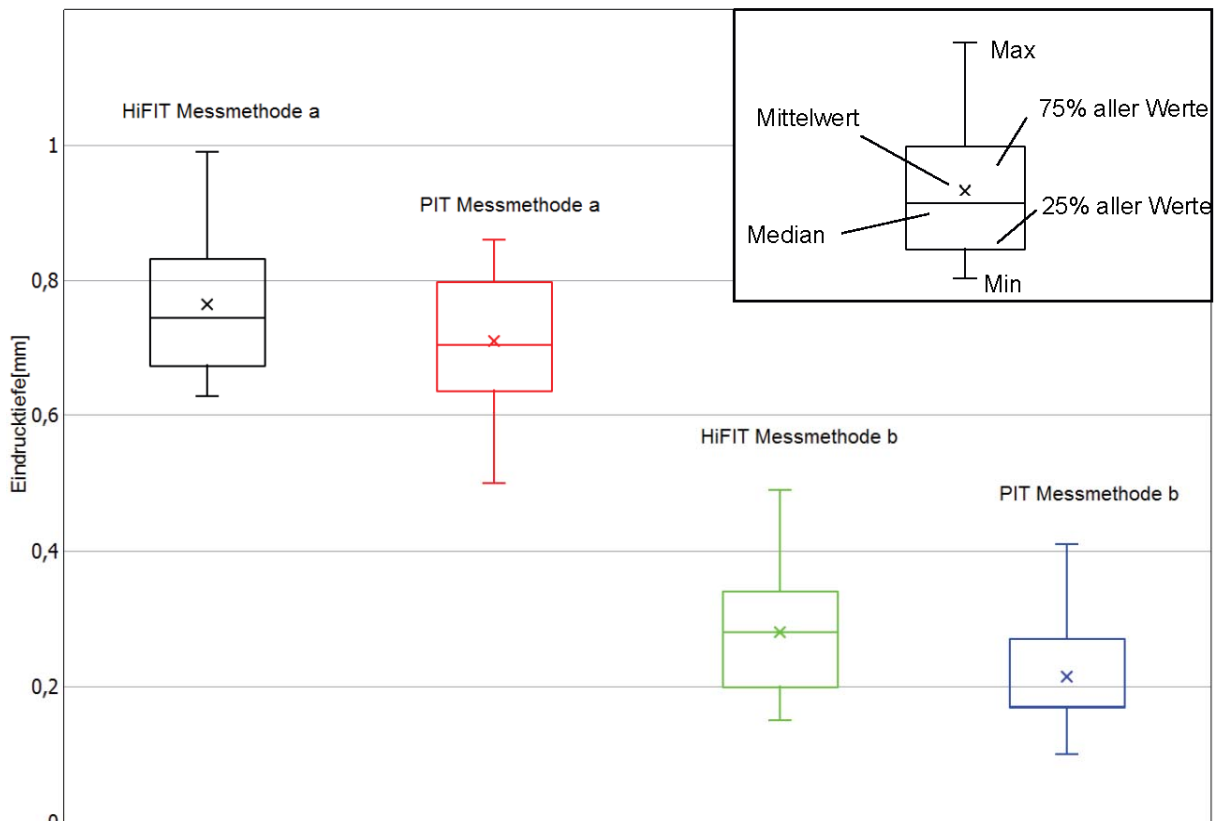 HiFIT Messmethode a
PIT Messmethode a
HiFIT Messmethode b
PIT Messmethode b
Max
Mittelwert
75% aller Werte
25% aller Werte
Median
Min
Eindrucktiefe[mm]
1
0,8
0,6
0,4
0,2
0